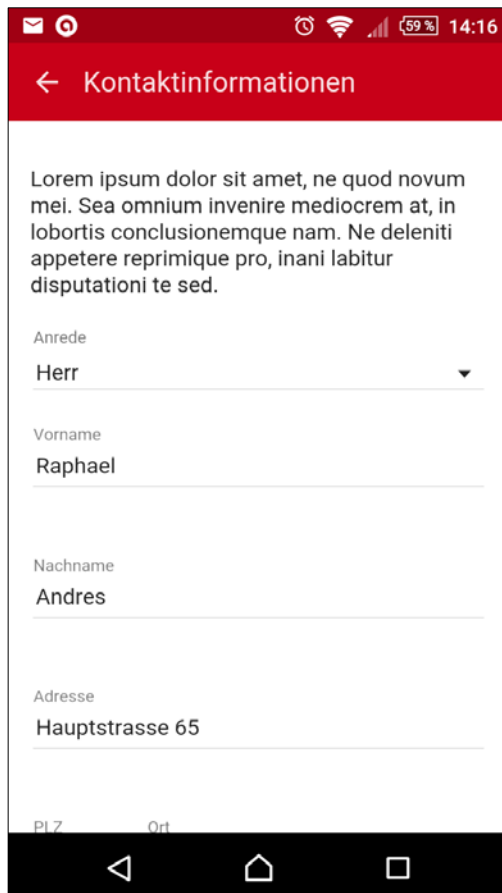 59 % 14:16
Kontaktinformationen
Lorem ipsum dolor sit amet, ne quod novum
mei. Sea omnium invenire mediocrem at, in
lobortis conclusionemque nam. Ne deleniti
appetere reprimique pro, inani labitur
disputationi te sed.
Anrede
Herr
Vorname
Raphael
Nachname
Andres
Adresse
Hauptstrasse 65
PLZ Ort